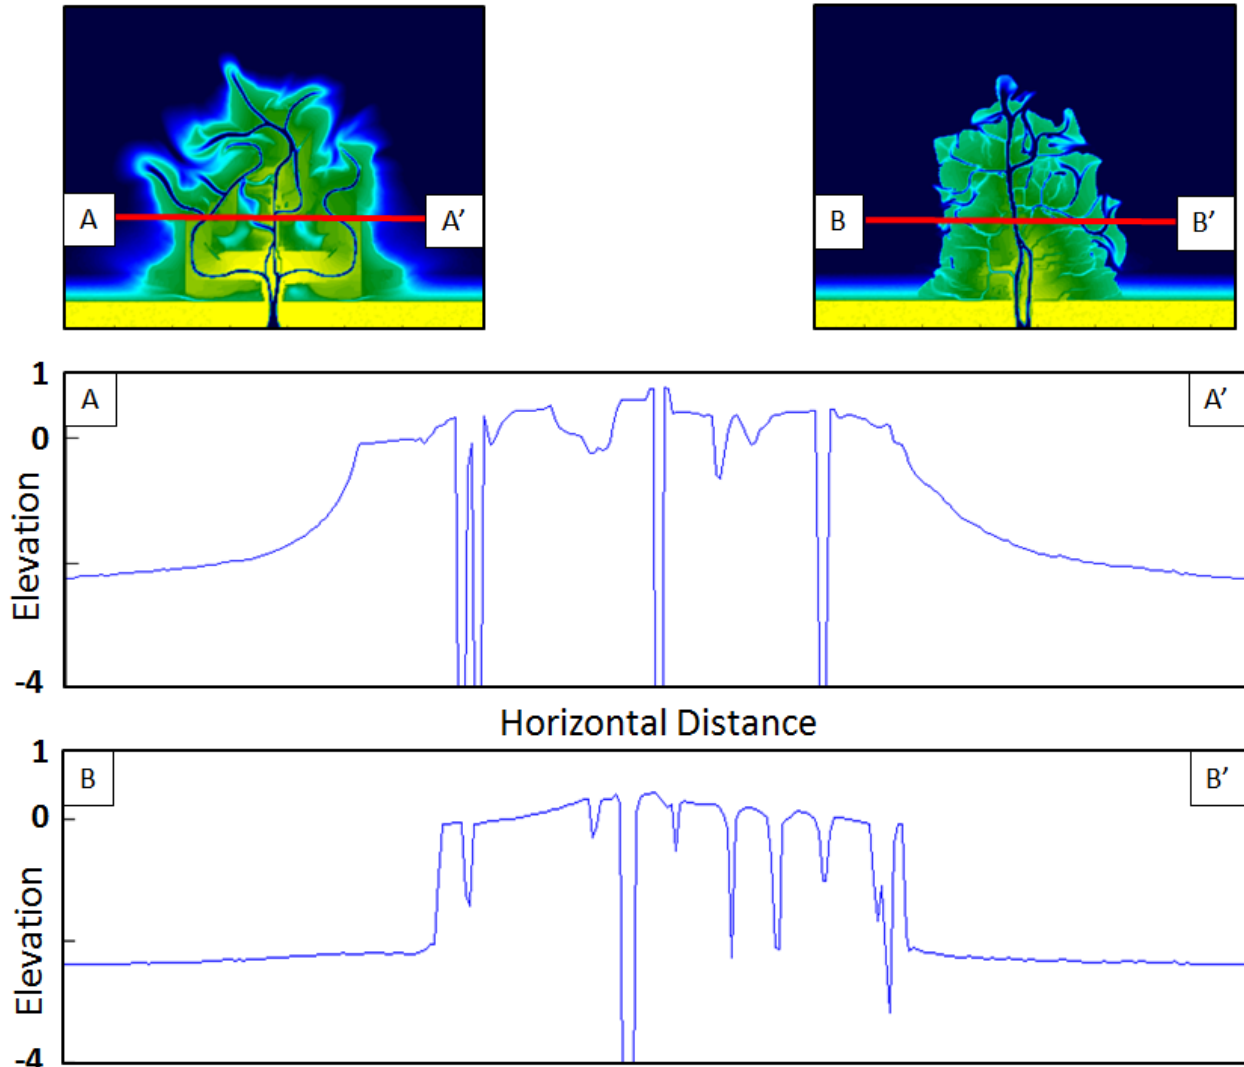 A
A’
B
B’
1
A
A’
0
Elevation
-4
Horizontal Distance
1
B
B’
0
Elevation
-4